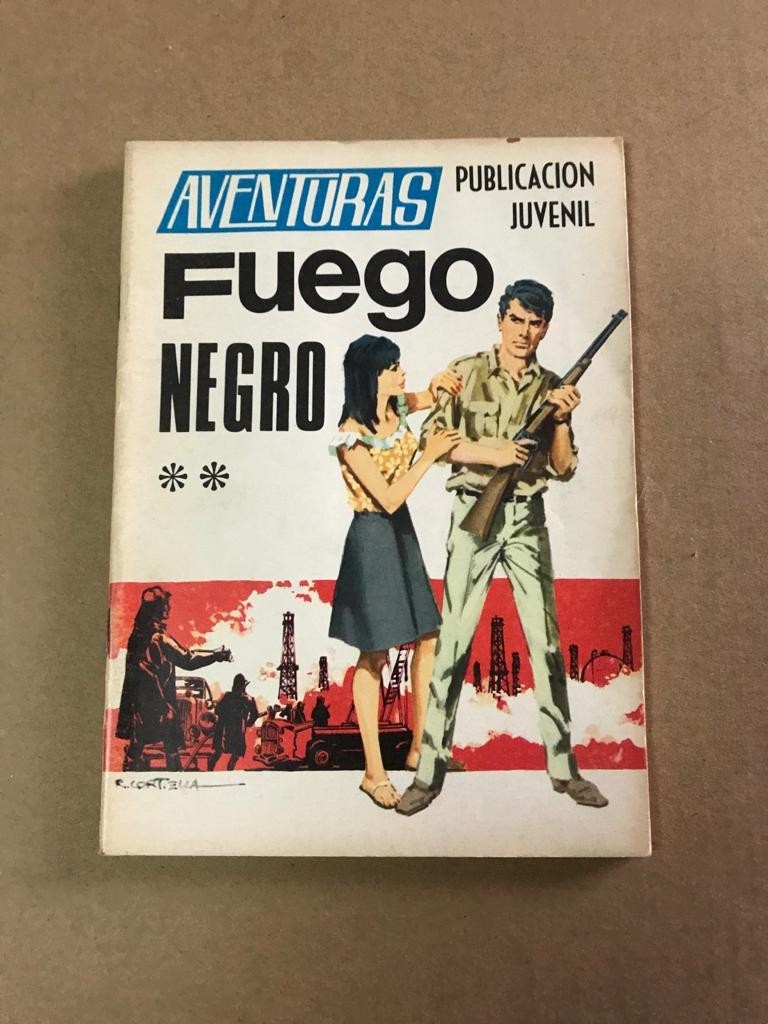 AVENTURAS
PUBLICACION
JUVENIL
Fuego
NEGRO
**
R. CORTIELLA